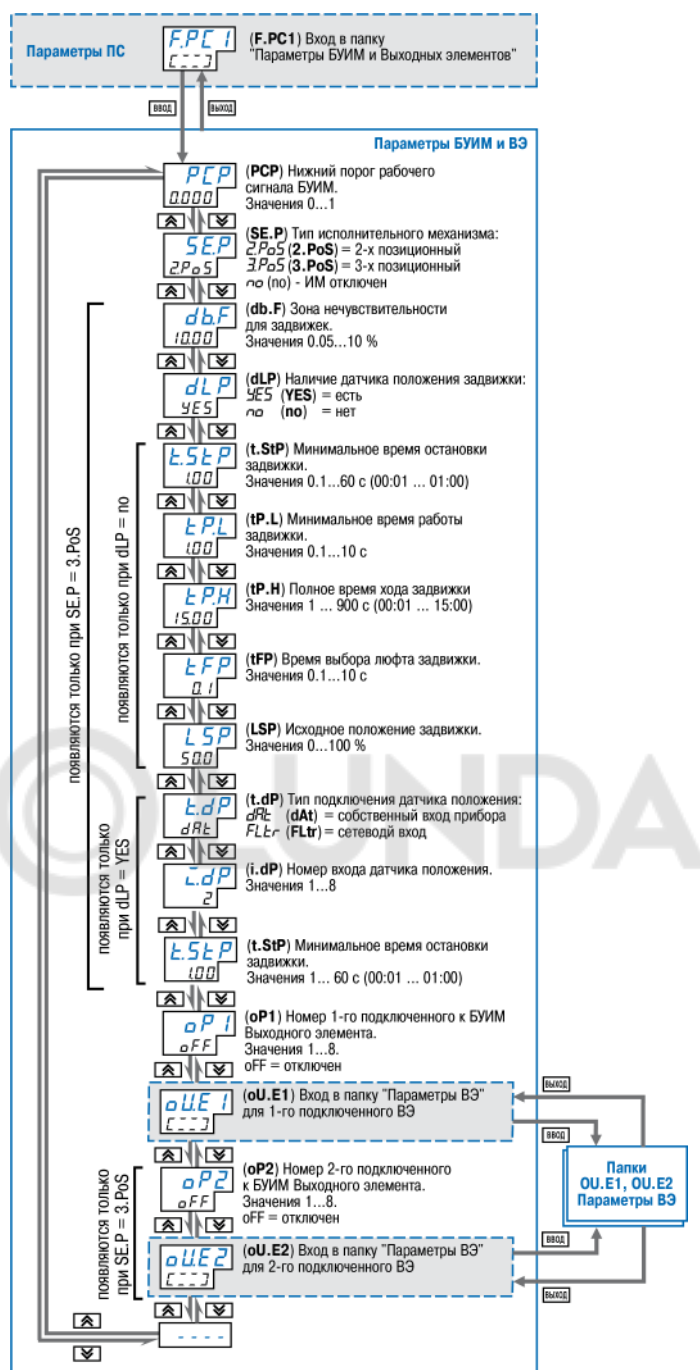 Параметры ПС
F.PC1
[---]
(F.PC1) Вход в папку
"Параметры БУИМ и Выходных элементов"
ВВОД
ВЫХОД
Параметры БУИМ и ВЭ
PCP
0.000
(PCP) Нижний порог рабочего
сигнала БУИМ.
Значения 0...1
SE.P
2.PoS
(SE.P) Тип исполнительного механизма:
2.PoS (2.PoS) = 2-х позиционный
3.PoS (3.PoS) = 3-х позиционный
no (no) - ИМ отключен
появляются только при SE.P = 3.PoS
db.F
10.00
(db.F) Зона нечувствительности
для задвижек.
Значения 0.05...10 %
dLP
YES
(dLP) Наличие датчика положения задвижки:
YES (YES) = есть
no (no) = нет
появляются только при dLP = no
t.StP
1.00
(t.StP) Минимальное время остановки
задвижки.
Значения 0.1...60 с (00:01 ... 01:00)
tP.L
1.00
(tP.L) Минимальное время работы
задвижки.
Значения 0.1...10 с
tP.H
15.00
(tP.H) Полное время хода задвижки
Значения 1 ... 900 с (00:01 ... 15:00)
tFP
0.1
(tFP) Время выбора люфта задвижки.
Значения 0.1...10 с
LSP
50.0
(LSP) Исходное положение задвижки.
Значения 0...100 %
LUNDA
появляются только
при dLP = YES
t.dP
dAt
(t.dP) Тип подключения датчика положения:
dAt (dAt) = собственный вход прибора
FLtr (FLtr) = сетеводй вход
i.dP
2
(i.dP) Номер входа датчика положения.
Значения 1...8
t.StP
1.00
(t.StP) Минимальное время остановки
задвижки.
Значения 1... 60 с (00:01 ... 01:00)
oP1
oFF
(oP1) Номер 1-го подключенного к БУИМ
Выходного элемента.
Значения 1...8.
oFF = отключен
oU.E1
[---]
(oU.E1) Вход в папку "Параметры ВЭ"
для 1-го подключенного ВЭ
ВЫХОД
ВВОД
Папки
OU.E1, OU.E2
Параметры ВЭ
появляются только
при SE.P = 3.PoS
oP2
oFF
(oP2) Номер 2-го подключенного
к БУИМ Выходного элемента.
Значения 1...8.
oFF = отключен
oU.E2
[---]
(oU.E2) Вход в папку "Параметры ВЭ"
для 2-го подключенного ВЭ
ВВОД
ВЫХОД
- - - -